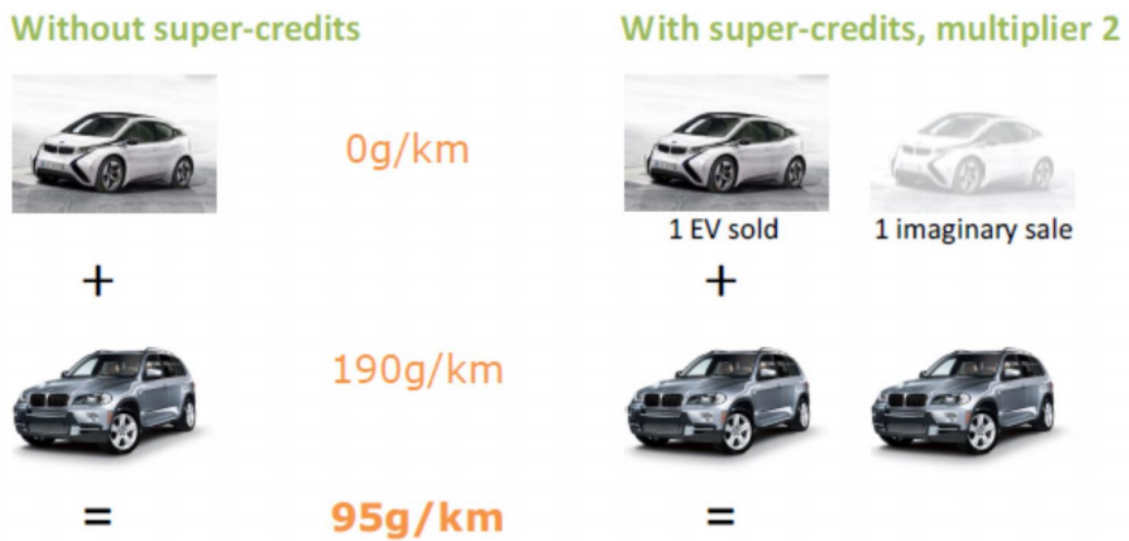 Without super-credits
With super-credits, multiplier 2
0g/km
1 EV sold
1 imaginary sale
+
+
190g/km
=
95g/km
=